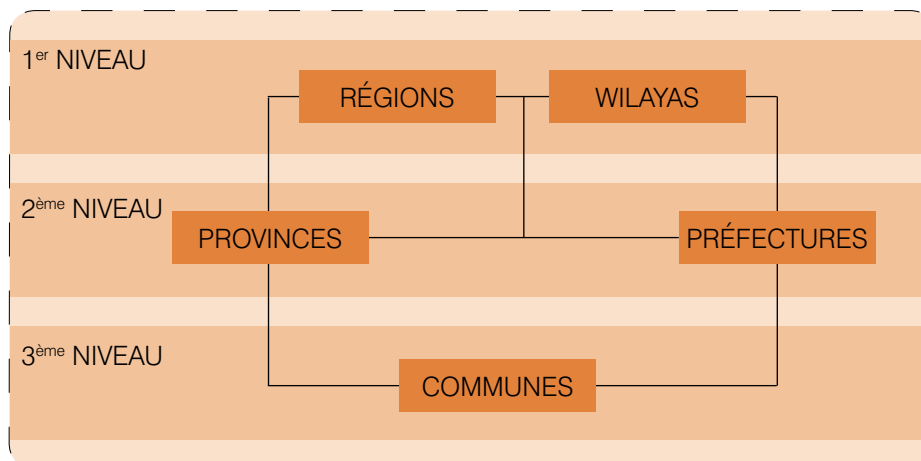 1er NIVEAU
RÉGIONS WILAYAS
2ème NIVEAU
PROVINCES PRÉFECTURES
3ème NIVEAU
COMMUNES